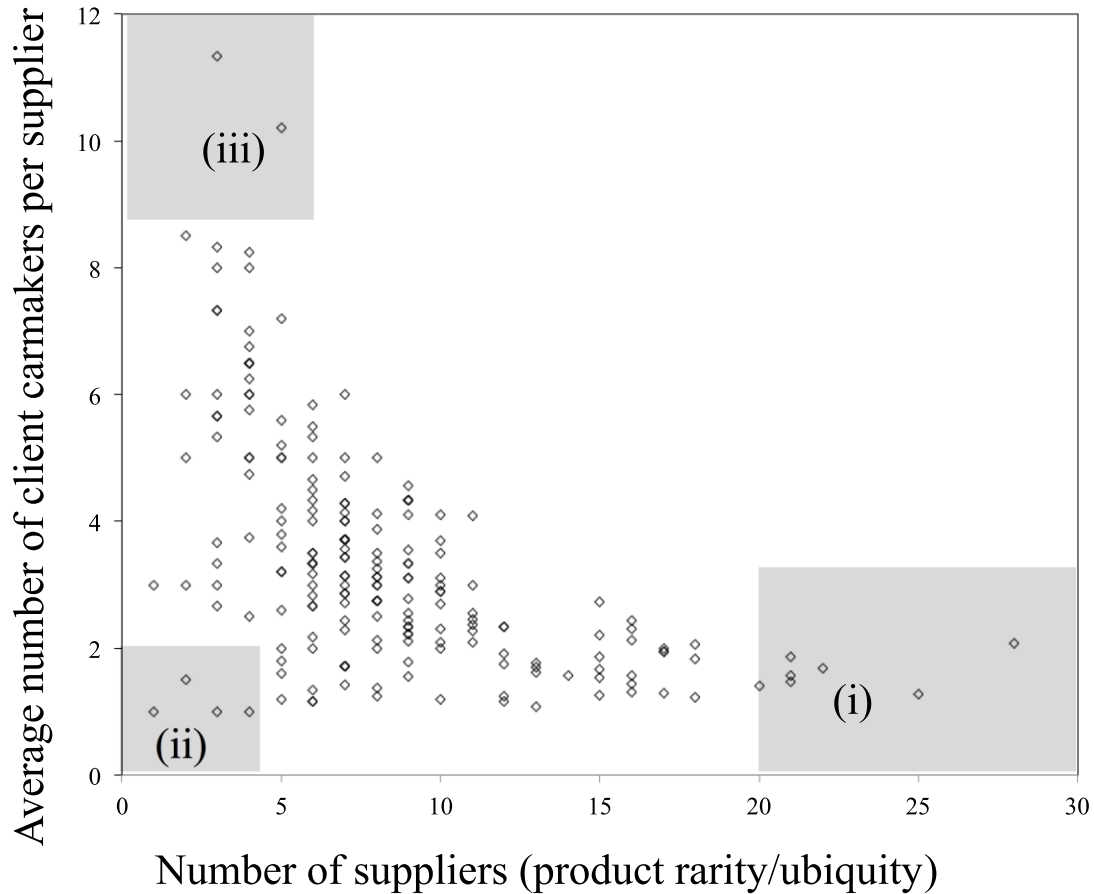 Average number of client carmakers per supplier
12
10
8
6
4
2
0
(iii)
(ii)
(i)
0 5 10 15 20 25 30
Number of suppliers (product rarity/ubiquity)